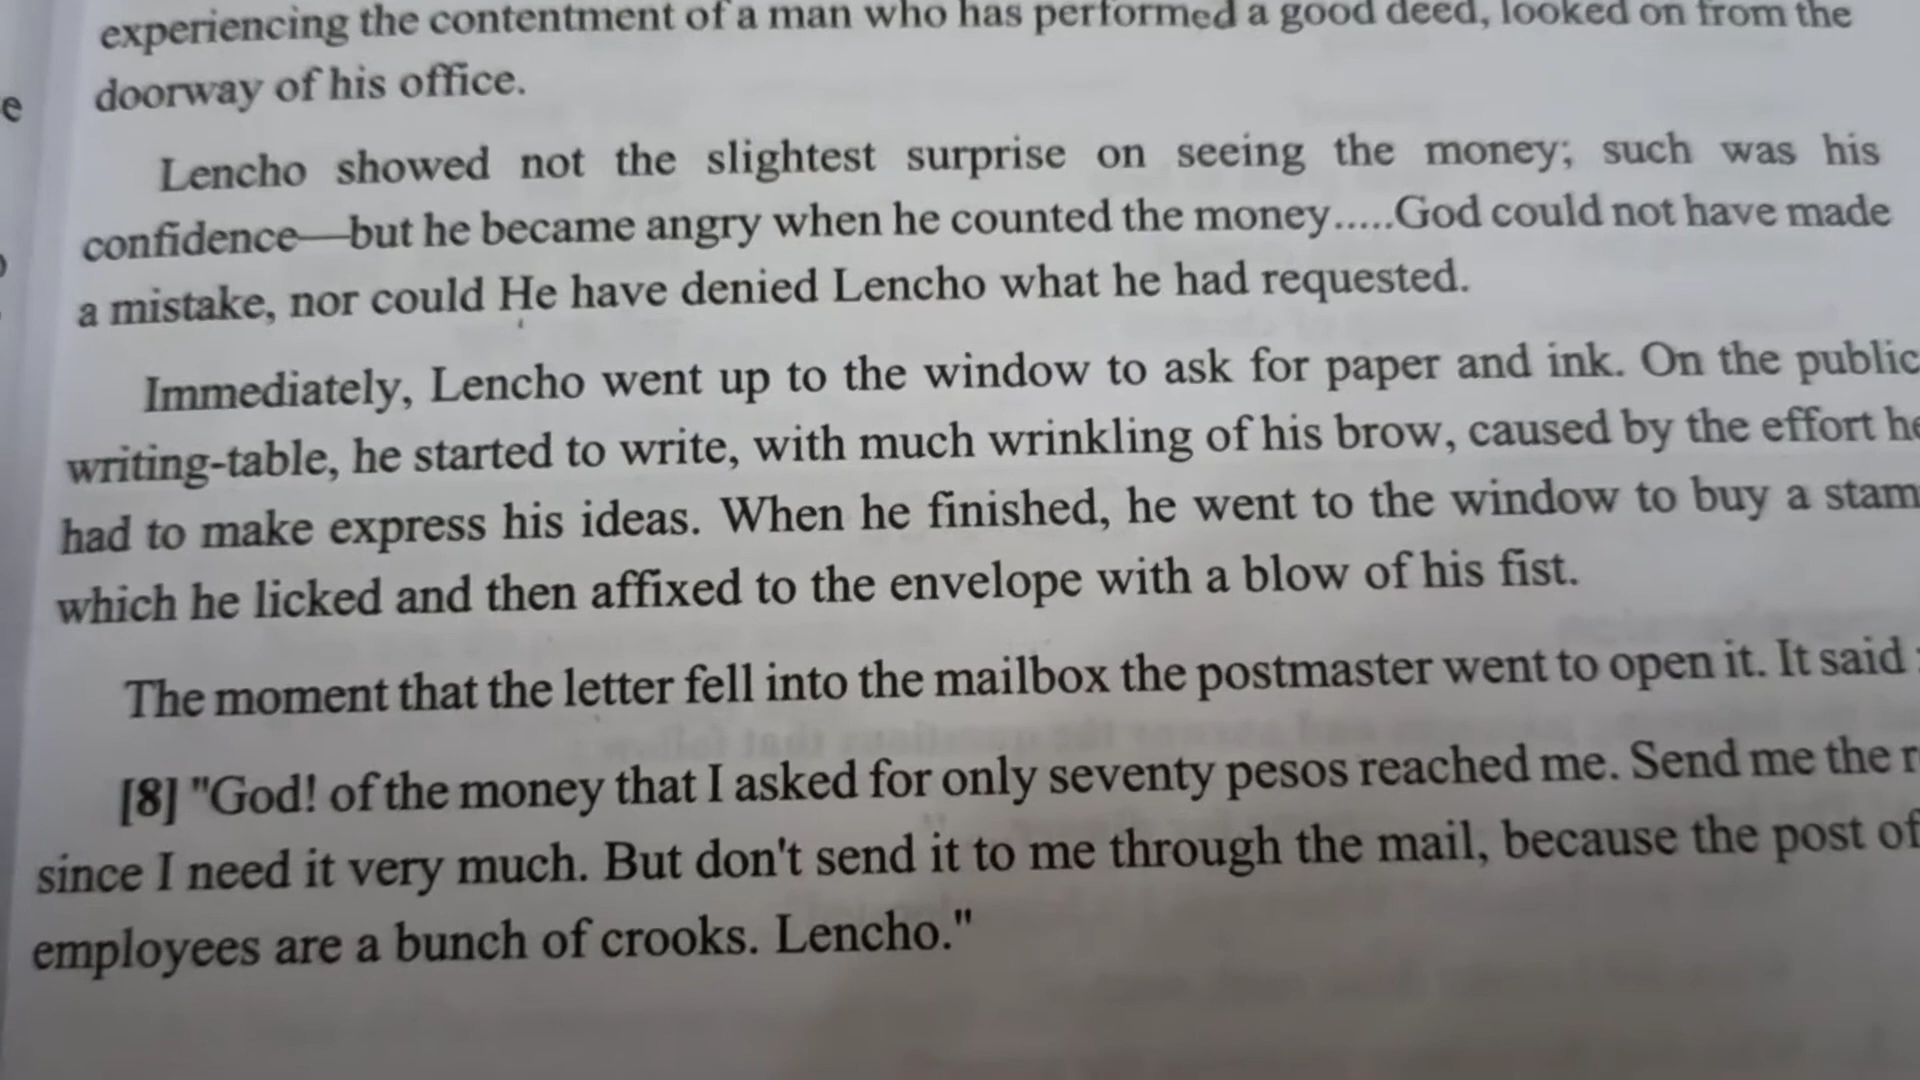 experiencing the contentment of a man who has performed a good deed, looked on from the
e doorway of his office.
Lencho showed not the slightest surprise on seeing the money; such was his
confidence—but he became angry when he counted the money.....God could not have made
a mistake, nor could He have denied Lencho what he had requested.
Immediately, Lencho went up to the window to ask for paper and ink. On the public
writing-table, he started to write, with much wrinkling of his brow, caused by the effort he
had to make express his ideas. When he finished, he went to the window to buy a stam
which he licked and then affixed to the envelope with a blow of his fist.
The moment that the letter fell into the mailbox the postmaster went to open it. It said
[8] "God! of the money that I asked for only seventy pesos reached me. Send me the r
since I need it very much. But don't send it to me through the mail, because the post of
employees are a bunch of crooks. Lencho."